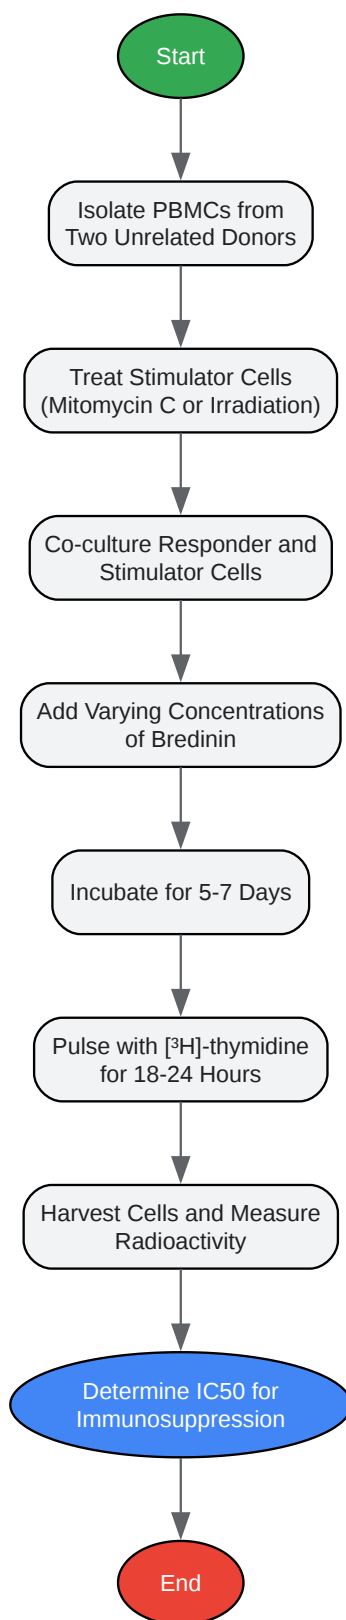 Start
Isolate PBMCs from
Two Unrelated Donors
Treat Stimulator Cells
(Mitomycin C or Irradiation)
Co-culture Responder and
Stimulator Cells
Add Varying Concentrations
of Bredinin
Incubate for 5-7 Days
Pulse with [³H]-thymidine
for 18-24 Hours
Harvest Cells and Measure
Radioactivity
Determine IC50 for
Immunosuppression
End